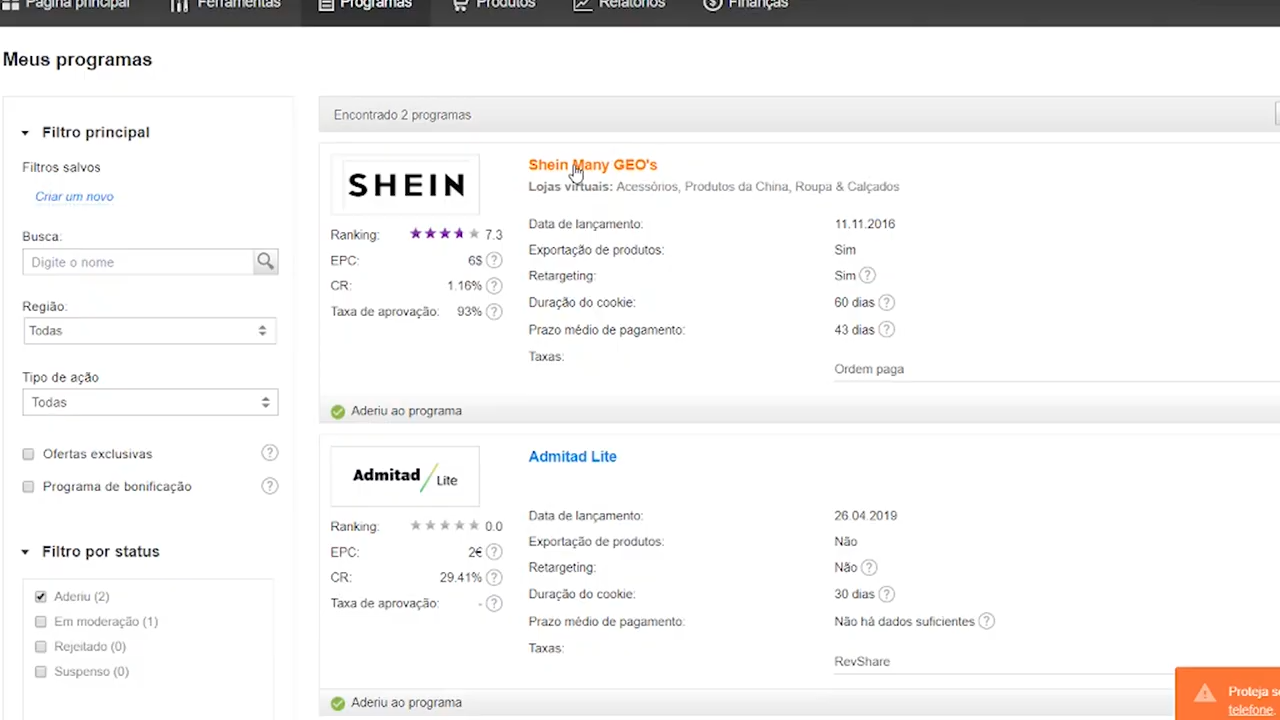 Página principal Ferramentas Programas Produtos Relatórios Finanças
Meus programas
Filtro principal
Filtros salvos
Criar um novo
Busca:
Digite o nome
Região:
Todas
Tipo de ação
Todas
Ofertas exclusivas ?
Programa de bonificação ?
Filtro por status
Aderiu (2)
Em moderação (1)
Rejeitado (0)
Suspenso (0)
Encontrado 2 programas
SHEIN
Ranking: 7.3
EPC: 6$ ?
CR: 1.16% ?
Taxa de aprovação: 93% ?
Shein Many GEO's
Lojas virtuais: Acessórios, Produtos da China, Roupa & Calçados
Data de lançamento: 11.11.2016
Exportação de produtos: Sim
Retargeting: Sim ?
Duração do cookie: 60 dias ?
Prazo médio de pagamento: 43 dias ?
Taxas:
Ordem paga
Aderiu ao programa
Admitad Lite
Ranking: 0.0
EPC: 2€ ?
CR: 29.41% ?
Taxa de aprovação: - ?
Admitad Lite
Data de lançamento: 26.04.2019
Exportação de produtos: Não
Retargeting: Não ?
Duração do cookie: 30 dias ?
Prazo médio de pagamento: Não há dados suficientes ?
Taxas:
RevShare
Aderiu ao programa
Proteja
telefone